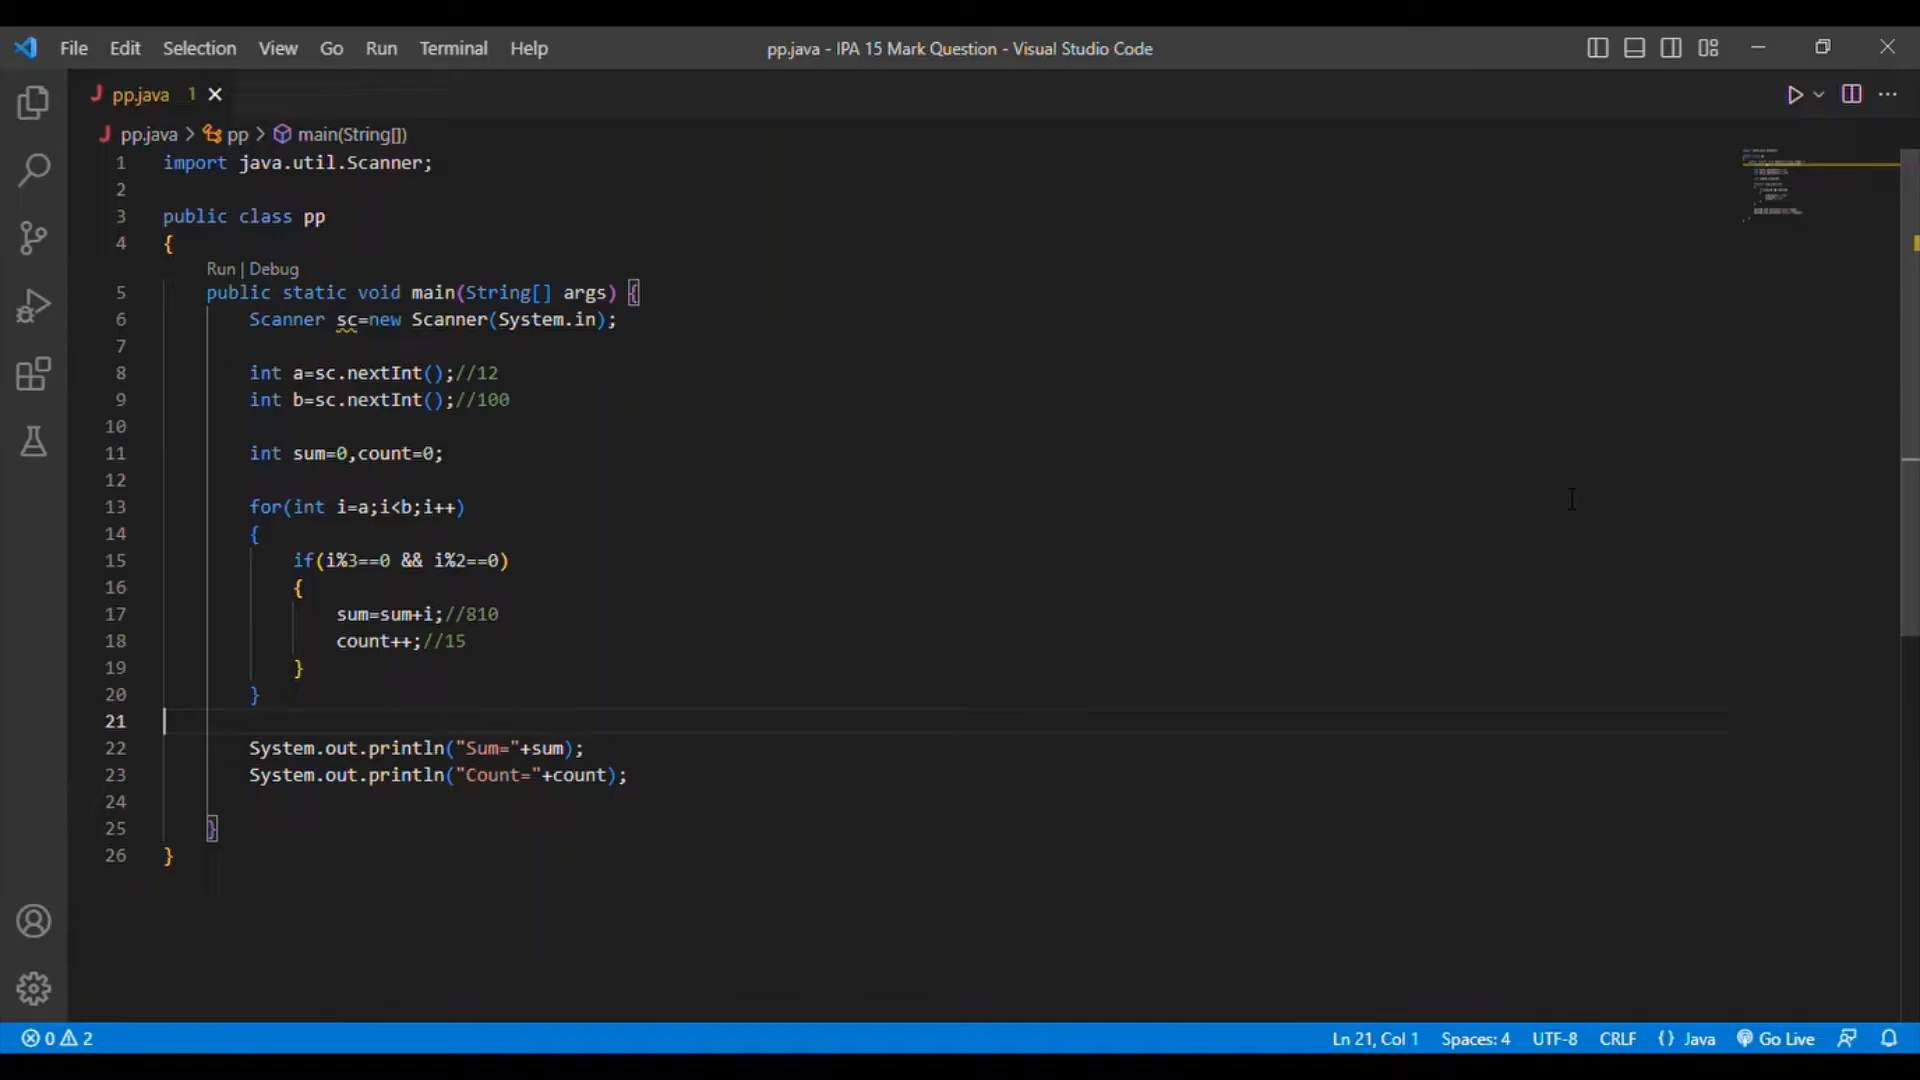 File Edit Selection View Go Run Terminal Help
pp.java - IPA 15 Mark Question - Visual Studio Code
pp.java 1
pp.java > pp > main(String[])
1 import java.util.Scanner;
2
3 public class pp
4 {
Run | Debug
5 public static void main(String[] args) {
6 Scanner sc=new Scanner(System.in);
7
8 int a=sc.nextInt();//12
9 int b=sc.nextInt();//100
10
11 int sum=0,count=0;
12
13 for(int i=a;i<b;i++)
14 {
15 if(i%3==0 && i%2==0)
16 {
17 sum=sum+i;//810
18 count++;//15
19 }
20 }
21
22 System.out.println("Sum="+sum);
23 System.out.println("Count="+count);
24
25 }
26 }
0 2 Ln 21, Col 1 Spaces: 4 UTF-8 CRLF {} Java Go Live